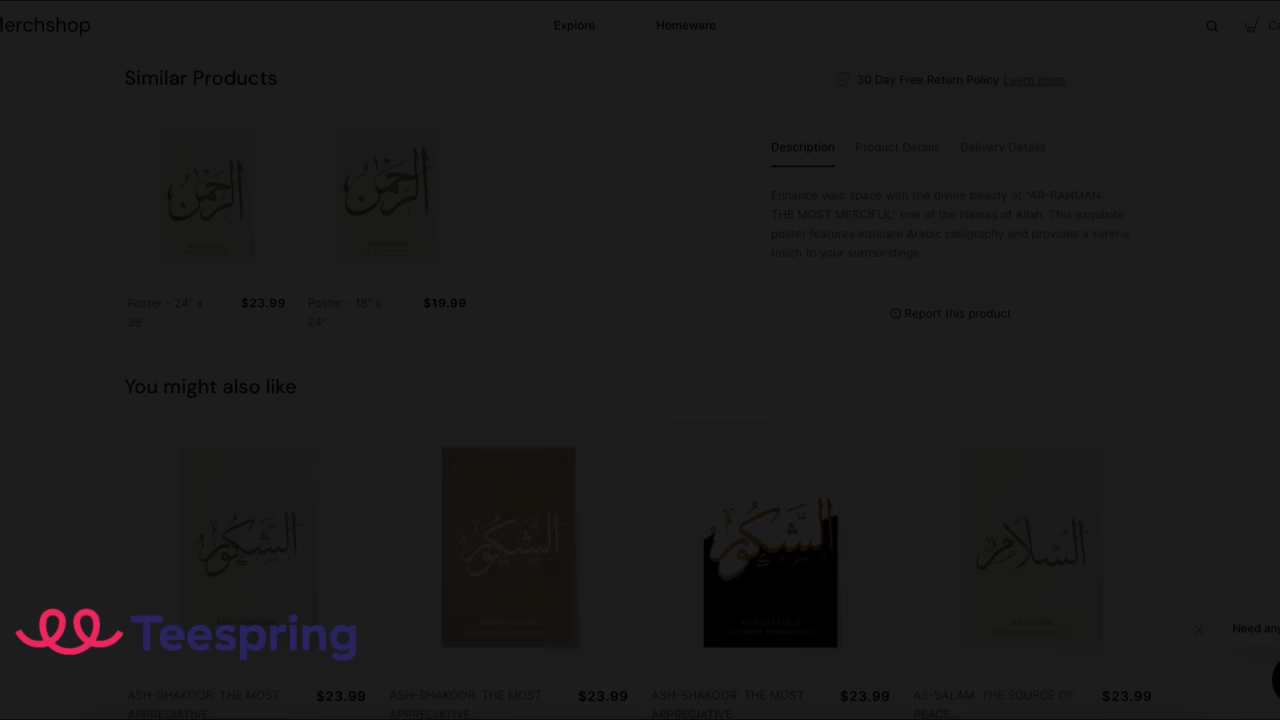 Merchshop
Explore
Homeware
Similar Products
30 Day Free Return Policy Learn more
Description
Product Details
Delivery Details
Enhance your space with the divine beauty of 'AR-RAHMAN:
THE MOST MERCIFUL' one of the Names of Allah. This exquisite
poster features intricate Arabic calligraphy and provides a serene
touch to your surroundings.
الرحمن
الرحمن
Poster - 24" x
36"
$23.99
Poster - 18" x
24"
$19.99
Report this product
You might also like
الشكور
الشكور
الشكور
السلام
Teespring
Need
ASH-SHAKOOR: THE MOST
APPRECIATIVE
$23.99
ASH-SHAKOOR: THE MOST
APPRECIATIVE
$23.99
ASH-SHAKOOR: THE MOST
APPRECIATIVE
$23.99
AS-SALAM: THE SOURCE OF
PEACE
$23.99